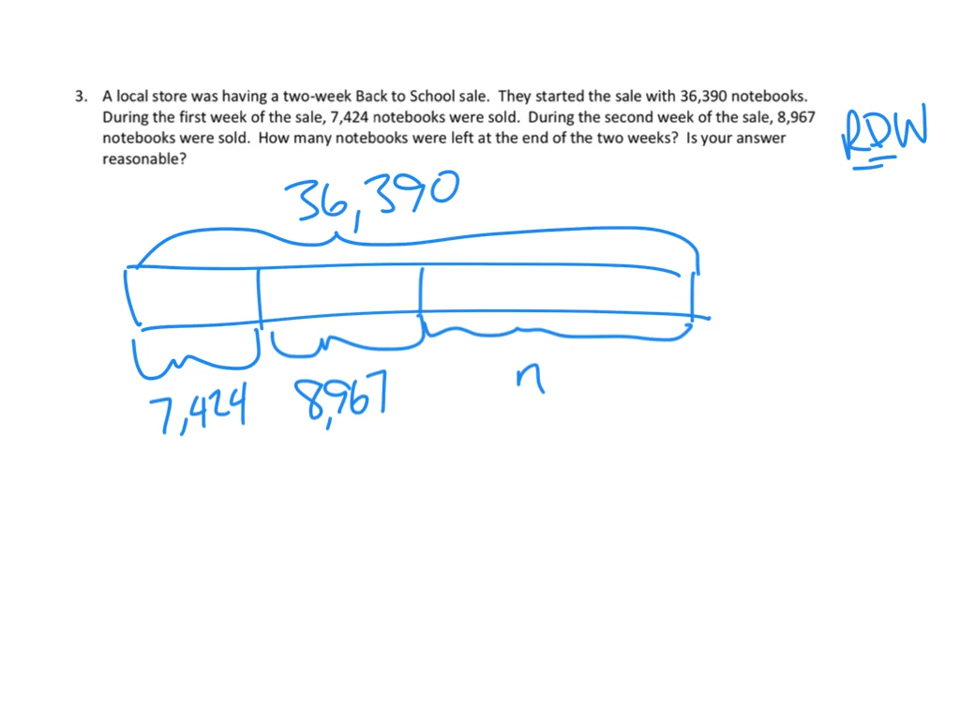 3. A local store was having a two-week Back to School sale. They started the sale with 36,390 notebooks.
During the first week of the sale, 7,424 notebooks were sold. During the second week of the sale, 8,967
notebooks were sold. How many notebooks were left at the end of the two weeks? Is your answer
reasonable?
RDW
36,390
7,424 8,967 n